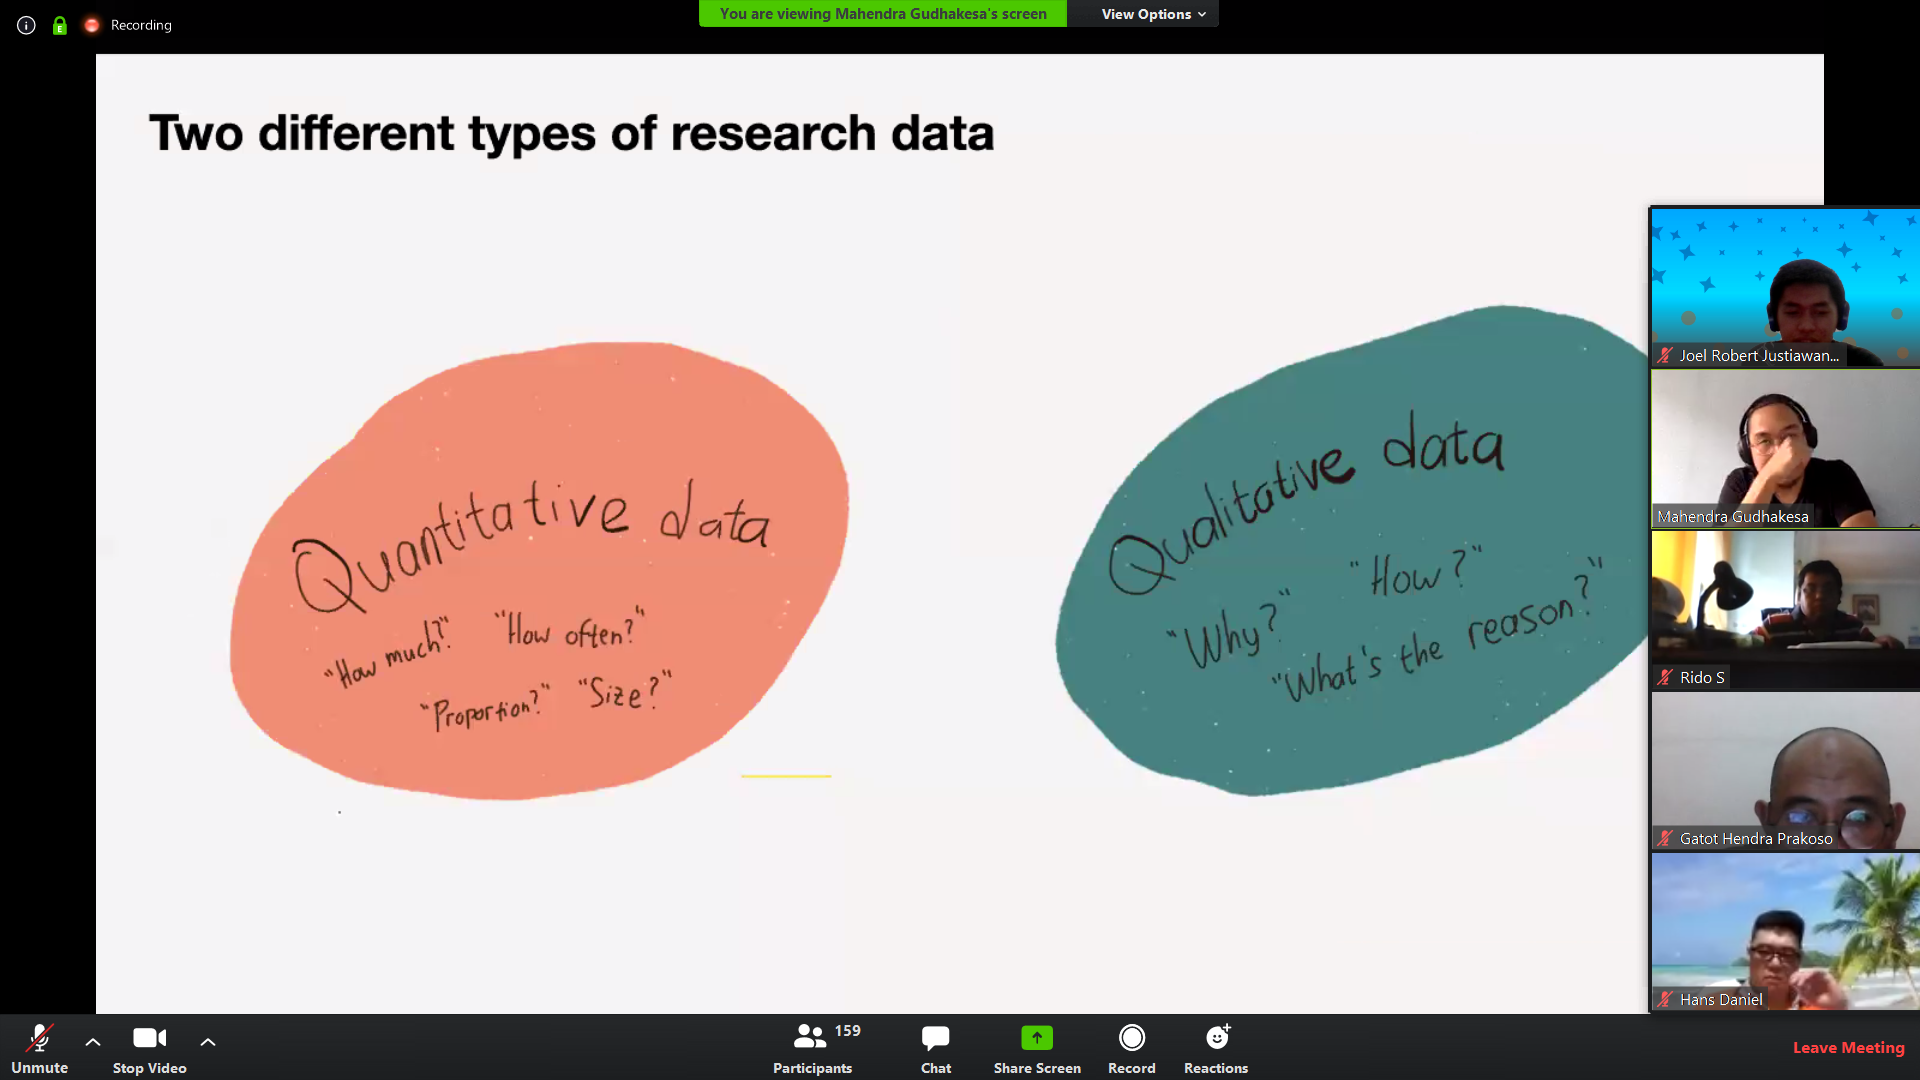 Recording
You are viewing Mahendra Gudhakesa's screen
View Options
Two different types of research data
Quantitative data
"How much?" "How often?"
"Proportion?" "Size?"
Qualitative data
"Why?" "How?"
"What's the reason?"
Joel Robert Justiawan...
Mahendra Gudhakesa
Rido S
Gatot Hendra Prakoso
Hans Daniel
Unmute
Stop Video
159
Participants
Chat
Share Screen
Record
Reactions
Leave Meeting